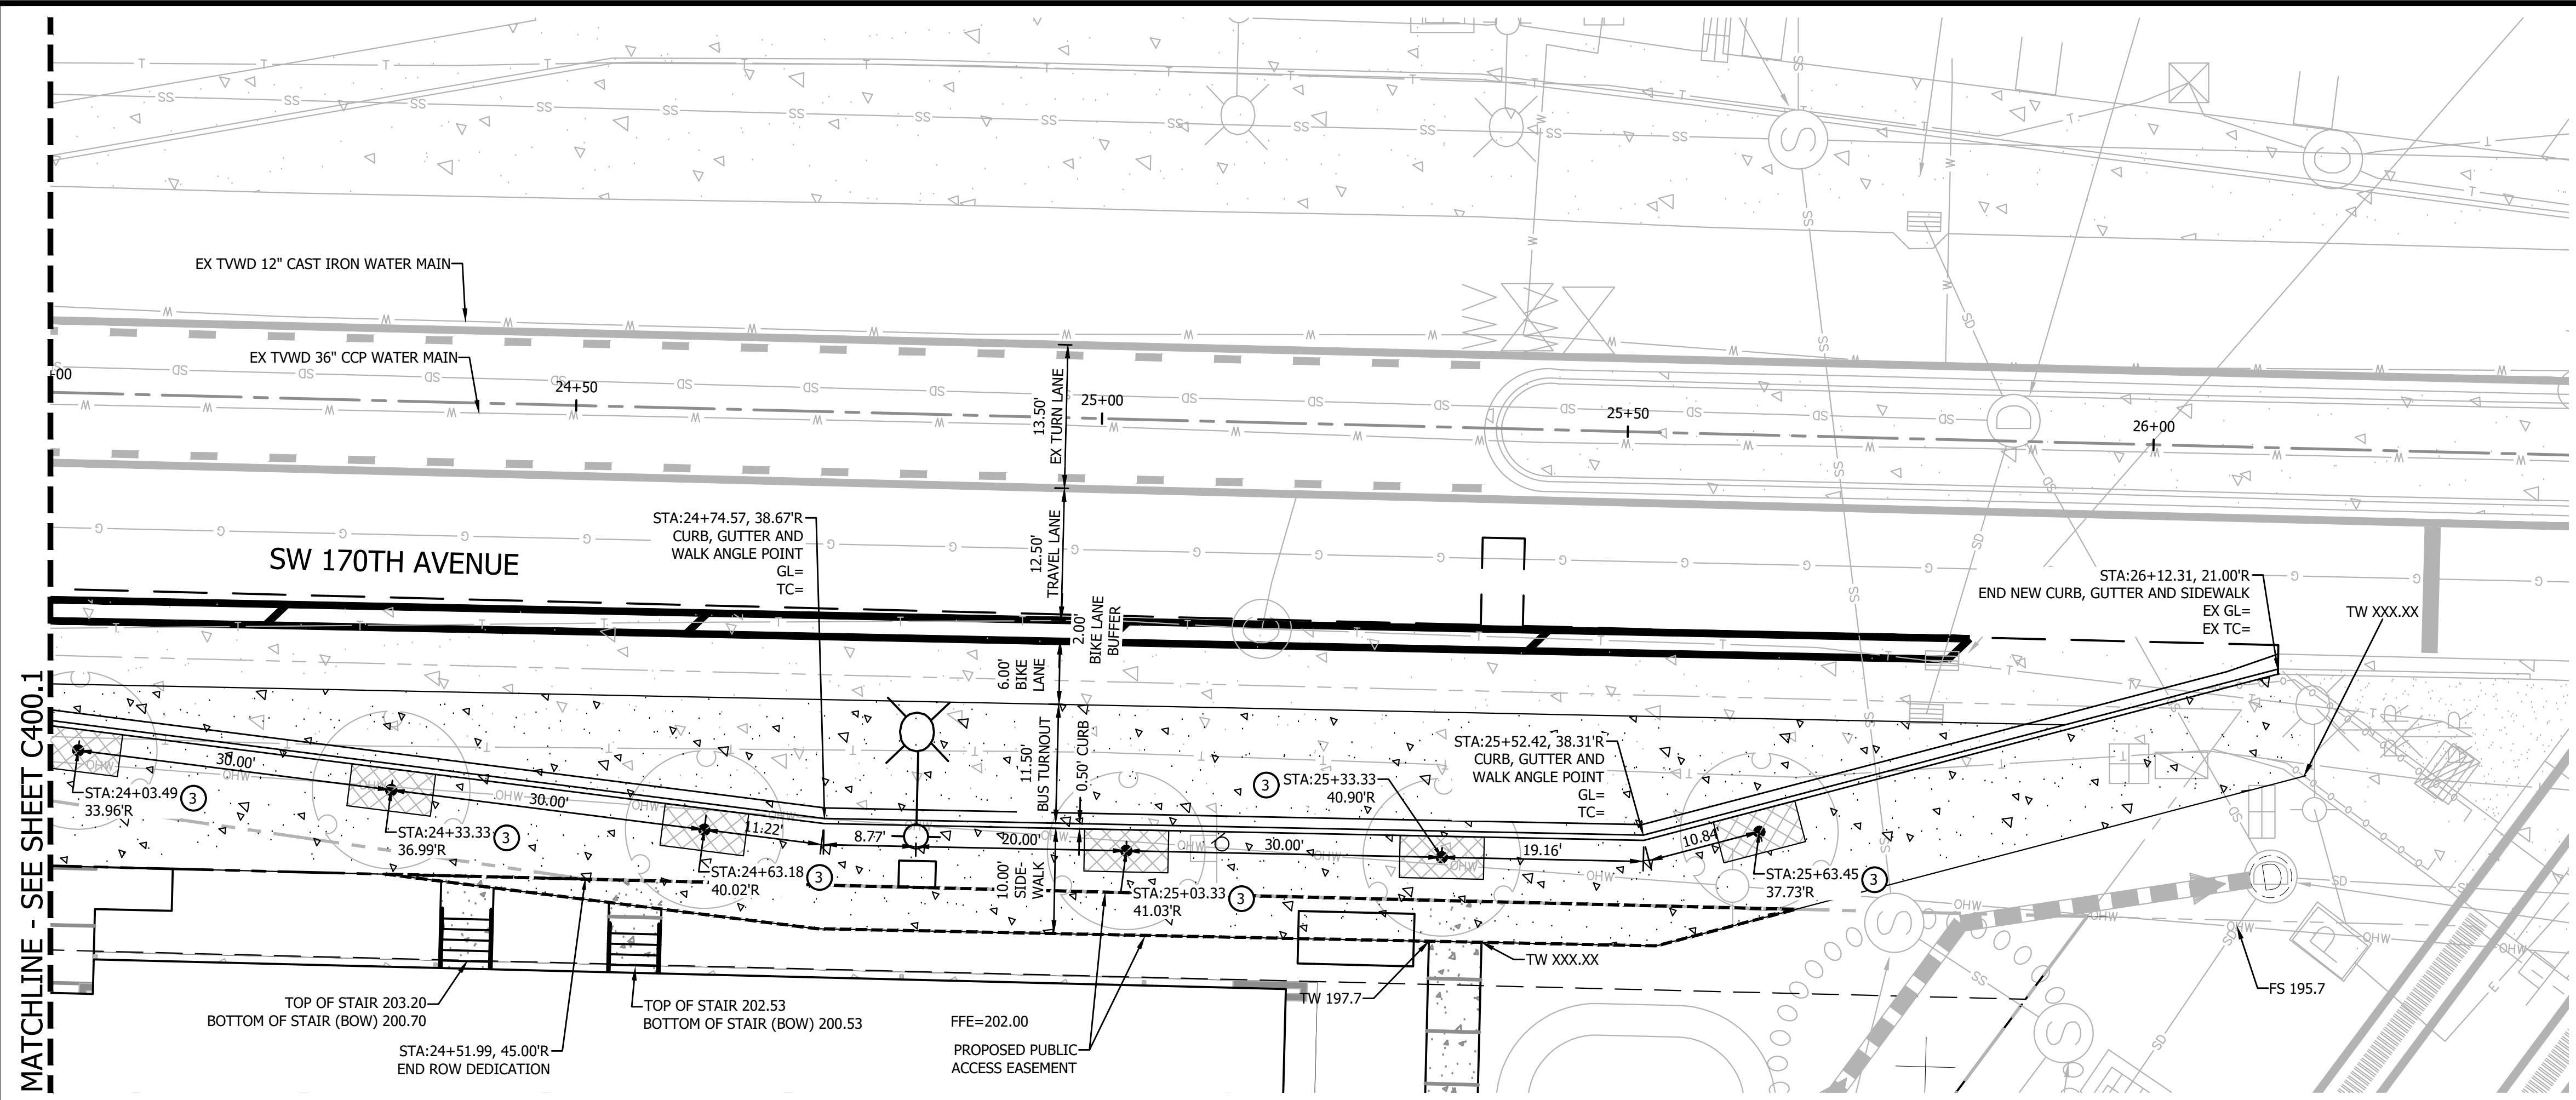 EX TVWD 12" CAST IRON WATER MAIN
EX TVWD 36" CCP WATER MAIN
-00
24+50
25+00
25+50
26+00
13.50'
EX TURN LANE
12.50'
TRAVEL LANE
2.00'
BIKE LANE
BUFFER
6.00'
BIKE
LANE
11.50'
BUS TURNOUT
0.50' CURB
10.00'
SIDE-
WALK
SW 170TH AVENUE
STA:24+74.57, 38.67'R
CURB, GUTTER AND
WALK ANGLE POINT
GL=
TC=
STA:26+12.31, 21.00'R
END NEW CURB, GUTTER AND SIDEWALK
EX GL=
EX TC=
TW XXX.XX
STA:25+52.42, 38.31'R
CURB, GUTTER AND
WALK ANGLE POINT
GL=
TC=
3
STA:25+33.33
40.90'R
30.00'
30.00'
11.22'
8.77'
20.00'
30.00'
19.16'
10.84'
STA:24+03.49
33.96'R
3
STA:24+33.33
36.99'R
3
STA:24+63.18
40.02'R
3
STA:25+03.33
41.03'R
3
STA:25+63.45
37.73'R
3
TOP OF STAIR 203.20
BOTTOM OF STAIR (BOW) 200.70
TOP OF STAIR 202.53
BOTTOM OF STAIR (BOW) 200.53
STA:24+51.99, 45.00'R
END ROW DEDICATION
FFE=202.00
PROPOSED PUBLIC
ACCESS EASEMENT
TW 197.7
TW XXX.XX
FS 195.7
MATCHLINE - SEE SHEET C400.1